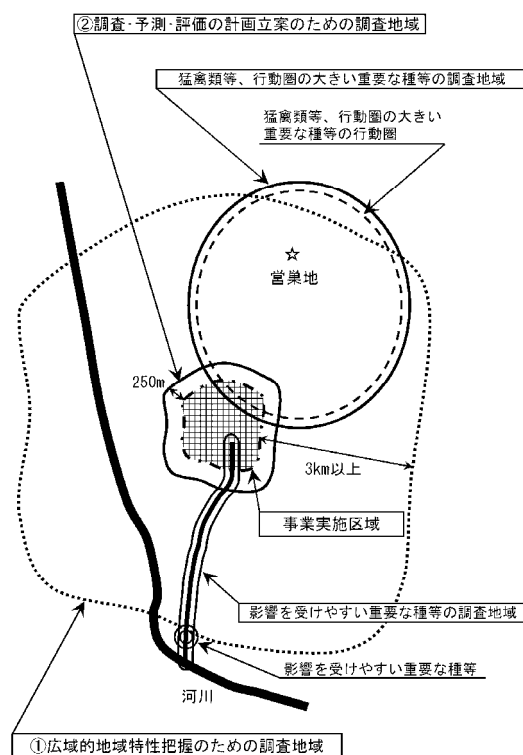 ②調査･予測･評価の計画立案のための調査地域
猛禽類等、行動圏の大きい重要な種等の調査地域
猛禽類等、行動圏の大きい
重要な種等の行動圏
☆
営巣地
250m
3km以上
事業実施区域
影響を受けやすい重要な種等の調査地域
影響を受けやすい重要な種等
河川
①広域的地域特性把握のための調査地域